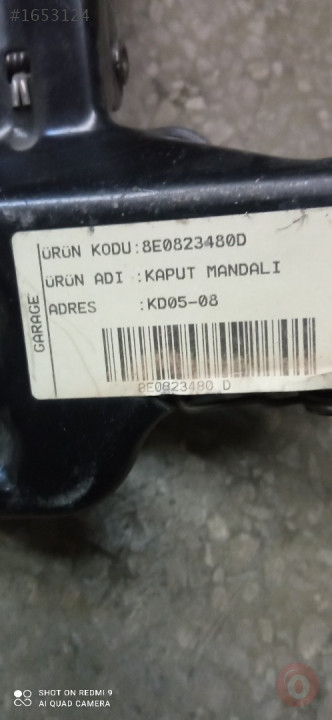 #1653124
ÜRÜN KODU:8E0823480D
ÜRÜN ADI :KAPUT MANDALI
ADRES :KD05-08
GARAGE
8E0823480 D
SHOT ON REDMI 9
AI QUAD CAMERA